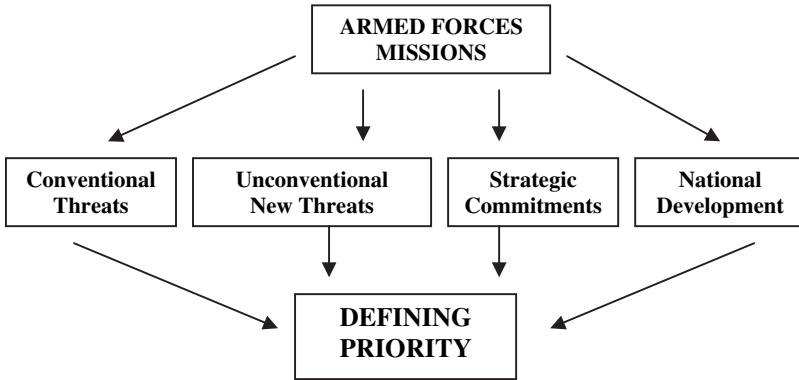 ARMED FORCES
MISSIONS
Conventional
Threats
Unconventional
New Threats
Strategic
Commitments
National
Development
DEFINING
PRIORITY